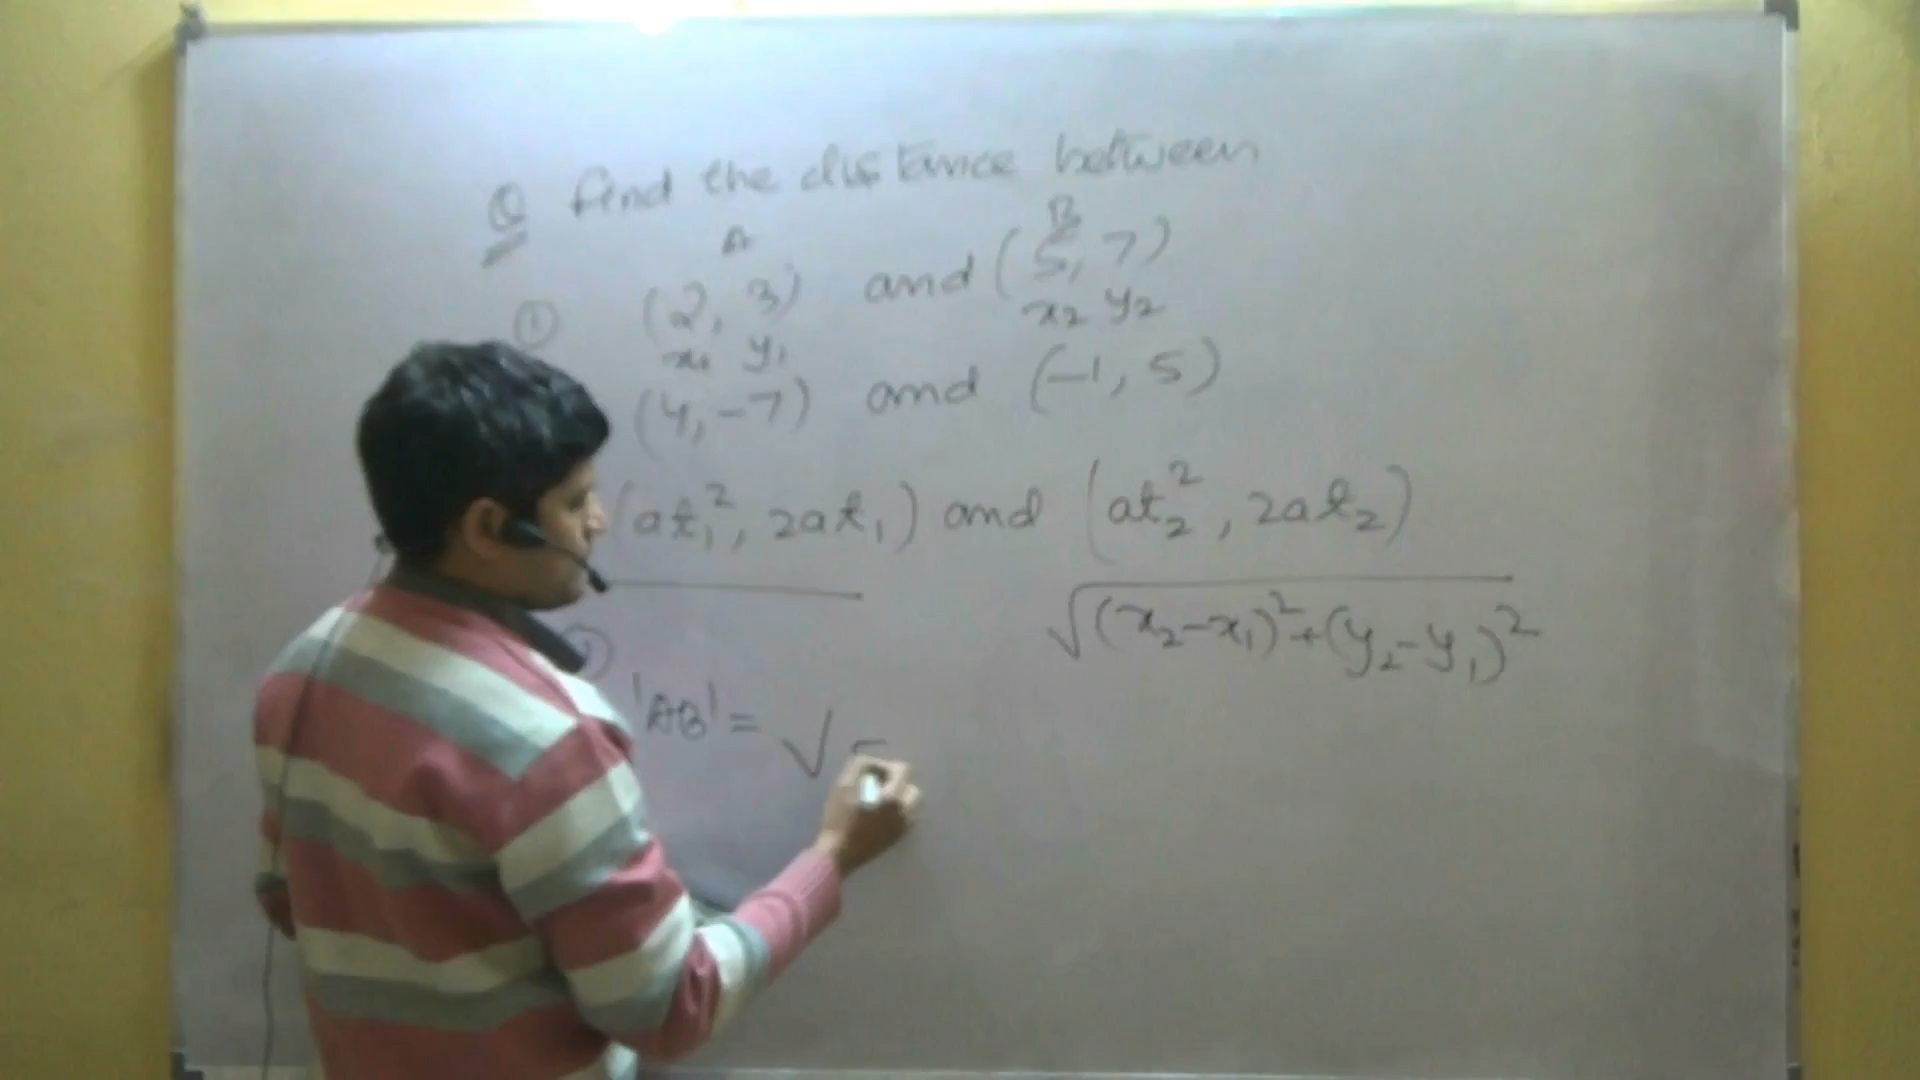 Q Find the distance between
A B
① (2, 3) and (5, 7)
x₁ y₁ x₂ y₂
(4, -7) and (-1, 5)
(at₁², 2at₁) and (at₂², 2at₂)
√(x₂-x₁)²+(y₂-y₁)²
|AB| = √5